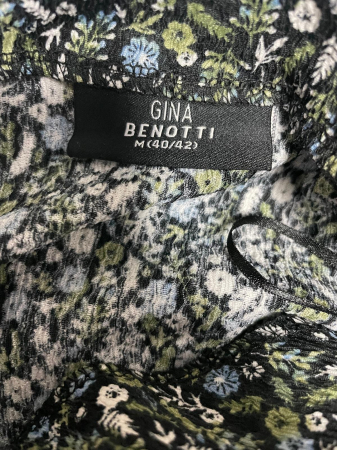 GINA
BENOTTI
M(40/42)